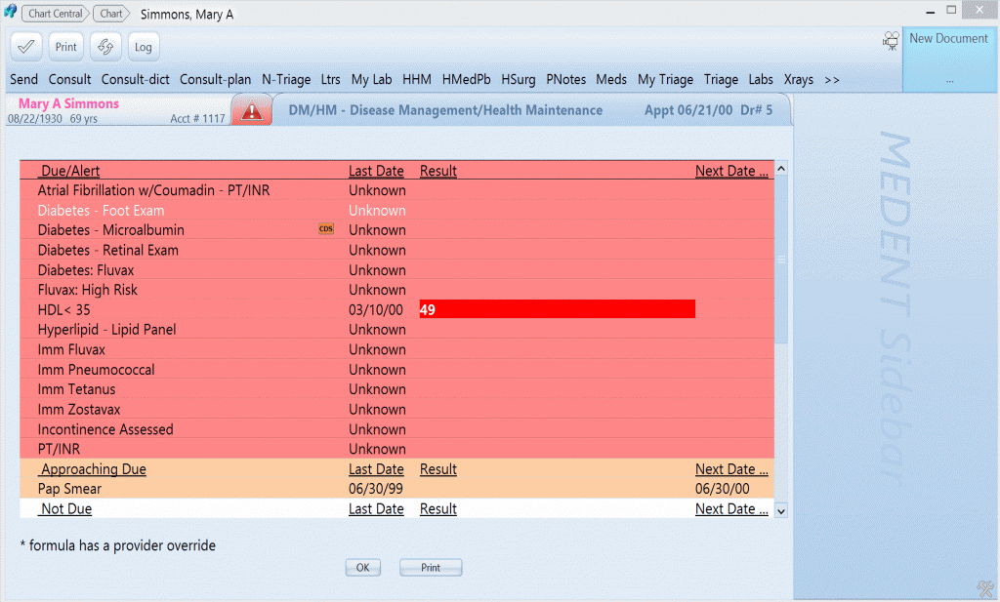 Chart Central Chart Simmons, Mary A
Print Log New Document
...
Send Consult Consult-dict Consult-plan N-Triage Ltrs My Lab HHM HMedPb HSurg PNotes Meds My Triage Triage Labs Xrays >>
Mary A Simmons
08/22/1930 69 yrs Acct # 1117
DM/HM - Disease Management/Health Maintenance Appt 06/21/00 Dr# 5
Due/Alert Last Date Result Next Date ...
Atrial Fibrillation w/Coumadin - PT/INR Unknown
Diabetes - Foot Exam Unknown
Diabetes - Microalbumin CDS Unknown
Diabetes - Retinal Exam Unknown
Diabetes: Fluvax Unknown
Fluvax: High Risk Unknown
HDL< 35 03/10/00 49
Hyperlipid - Lipid Panel Unknown
Imm Fluvax Unknown
Imm Pneumococcal Unknown
Imm Tetanus Unknown
Imm Zostavax Unknown
Incontinence Assessed Unknown
PT/INR Unknown
Approaching Due Last Date Result Next Date ...
Pap Smear 06/30/99 06/30/00
Not Due Last Date Result Next Date ...
* formula has a provider override
OK Print
MEDENT Sidebar